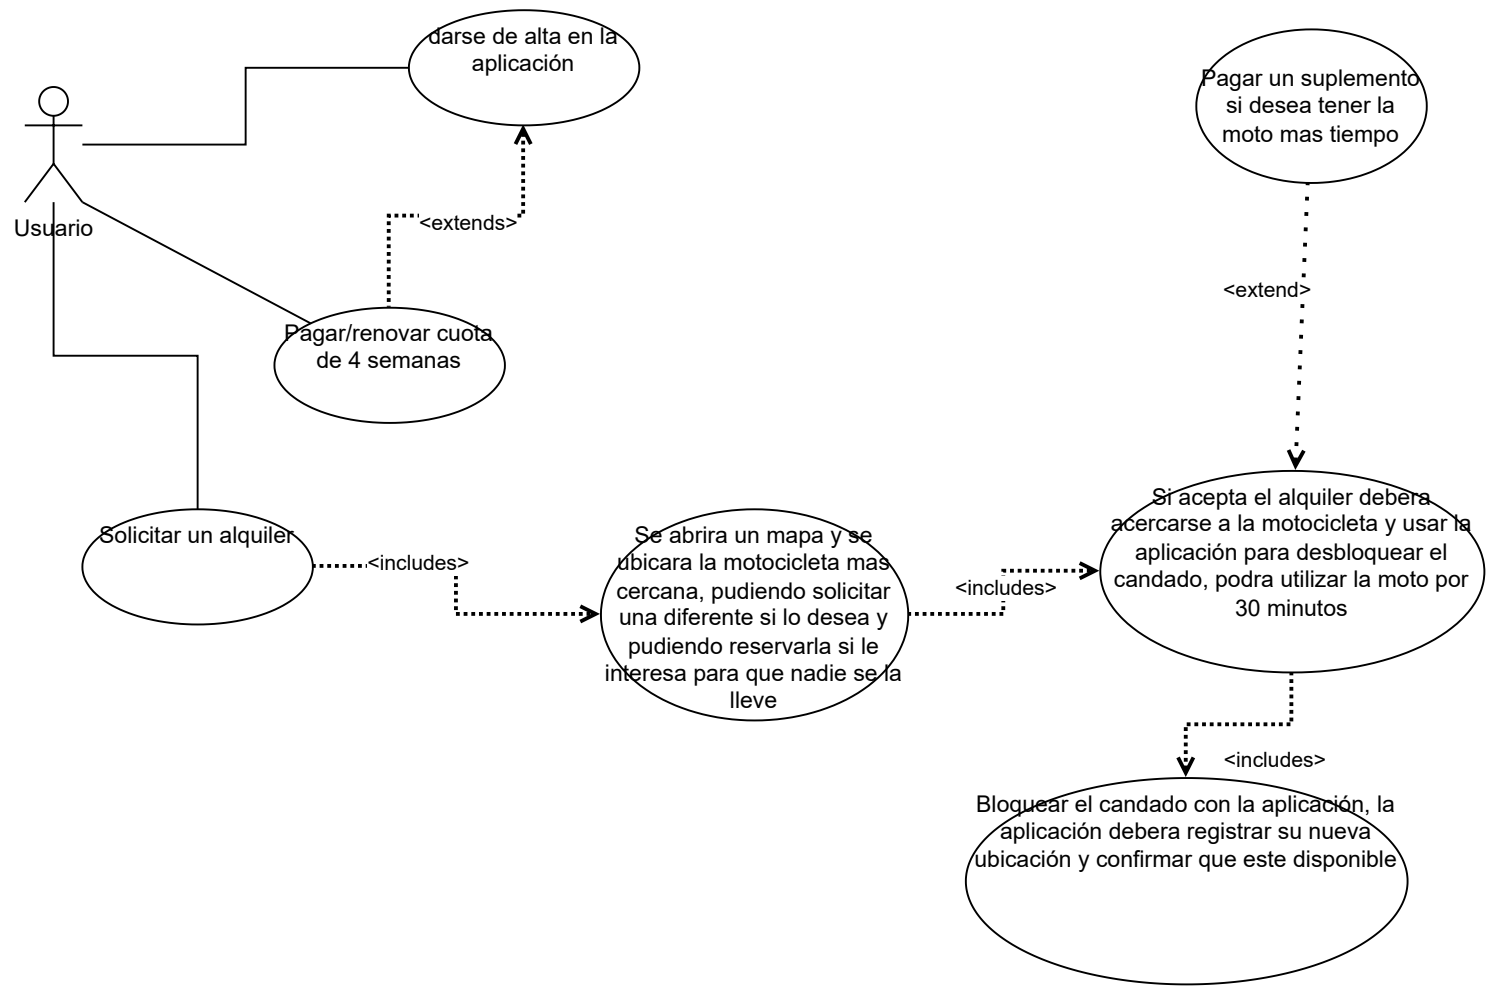 darse de alta en la
aplicación
Pagar un suplemento
si desea tener la
moto mas tiempo
Usuario
<extends>
<extend>
Pagar/renovar cuota
de 4 semanas
Solicitar un alquiler
<includes>
Se abrira un mapa y se
ubicara la motocicleta mas
cercana, pudiendo solicitar
una diferente si lo desea y
pudiendo reservarla si le
interesa para que nadie se la
lleve
<includes>
Si acepta el alquiler debera
acercarse a la motocicleta y usar la
aplicación para desbloquear el
candado, podra utilizar la moto por
30 minutos
<includes>
Bloquear el candado con la aplicación, la
aplicación debera registrar su nueva
ubicación y confirmar que este disponible